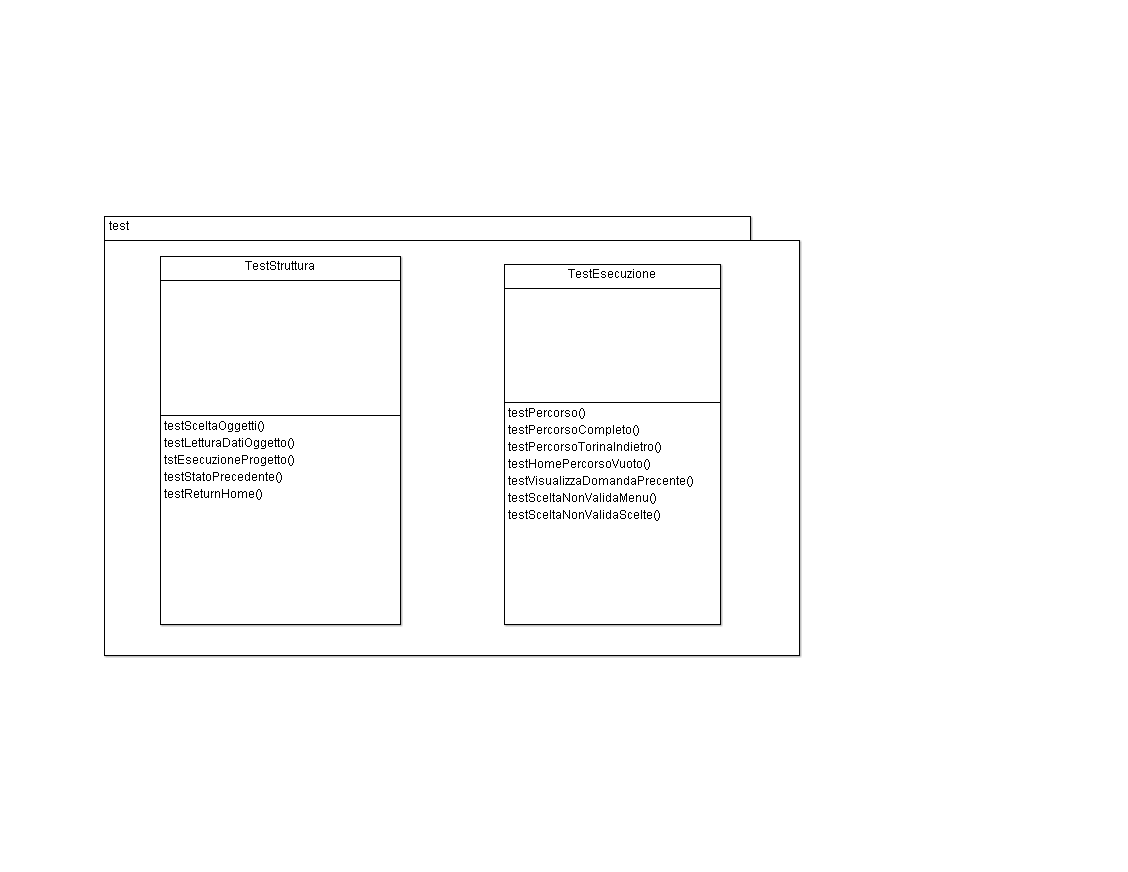 test
TestStruttura
testSceltaOggetti()
testLetturaDatiOggetto()
tstEsecuzioneProgetto()
testStatoPrecedente()
testReturnHome()
TestEsecuzione
testPercorso()
testPercorsoCompleto()
testPercorsoTorinaIndietro()
testHomePercorsoVuoto()
testVisualizzaDomandaPrecente()
testSceltaNonValidaMenu()
testSceltaNonValidaScelte()